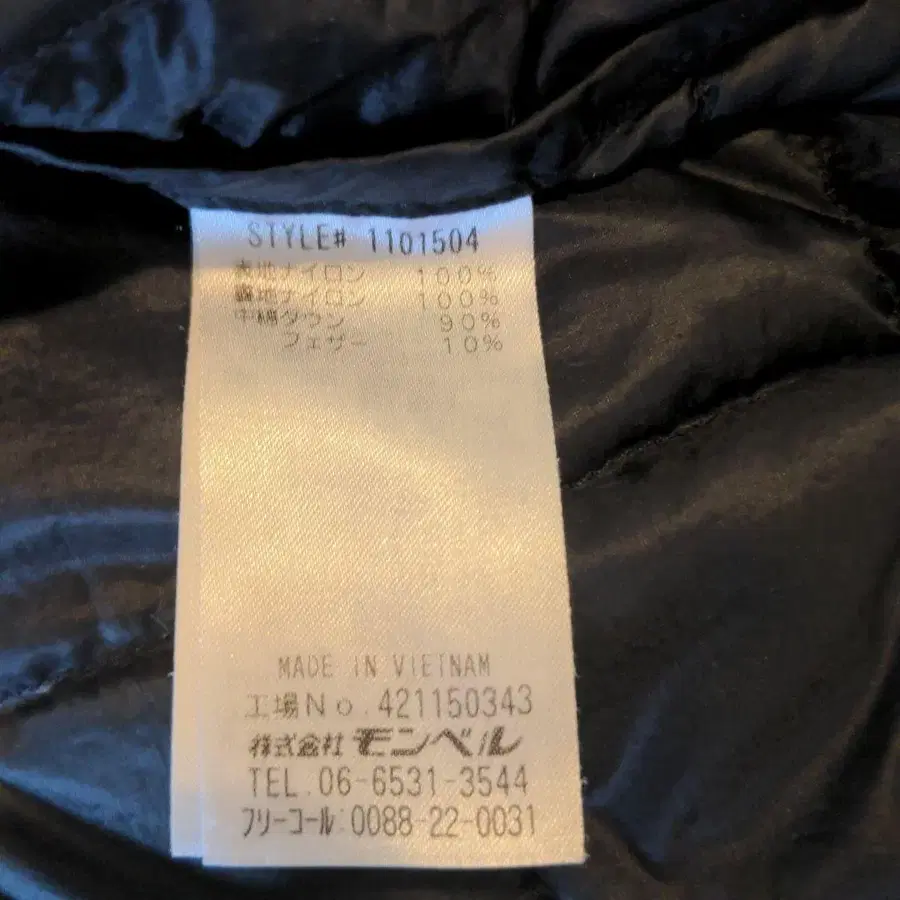 STYLE# 1101504
表地ナイロン 100%
裏地ナイロン 100%
中綿ダウン 90%
フェザー 10%
MADE IN VIETNAM
工場No.421150343
株式会社モンベル
TEL.06-6531-3544
フリーコール:0088-22-0031